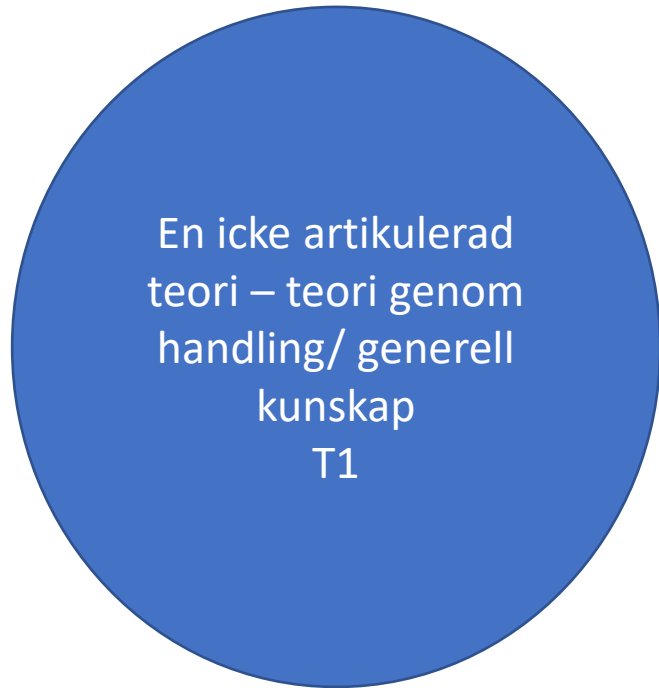 En icke artikulerad
teori – teori genom
handling/ generell
kunskap
T1